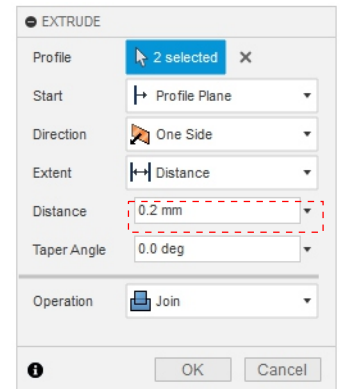 EXTRUDE
Profile 2 selected
Start Profile Plane
Direction One Side
Extent Distance
Distance 0.2 mm
Taper Angle 0.0 deg
Operation Join
OK Cancel